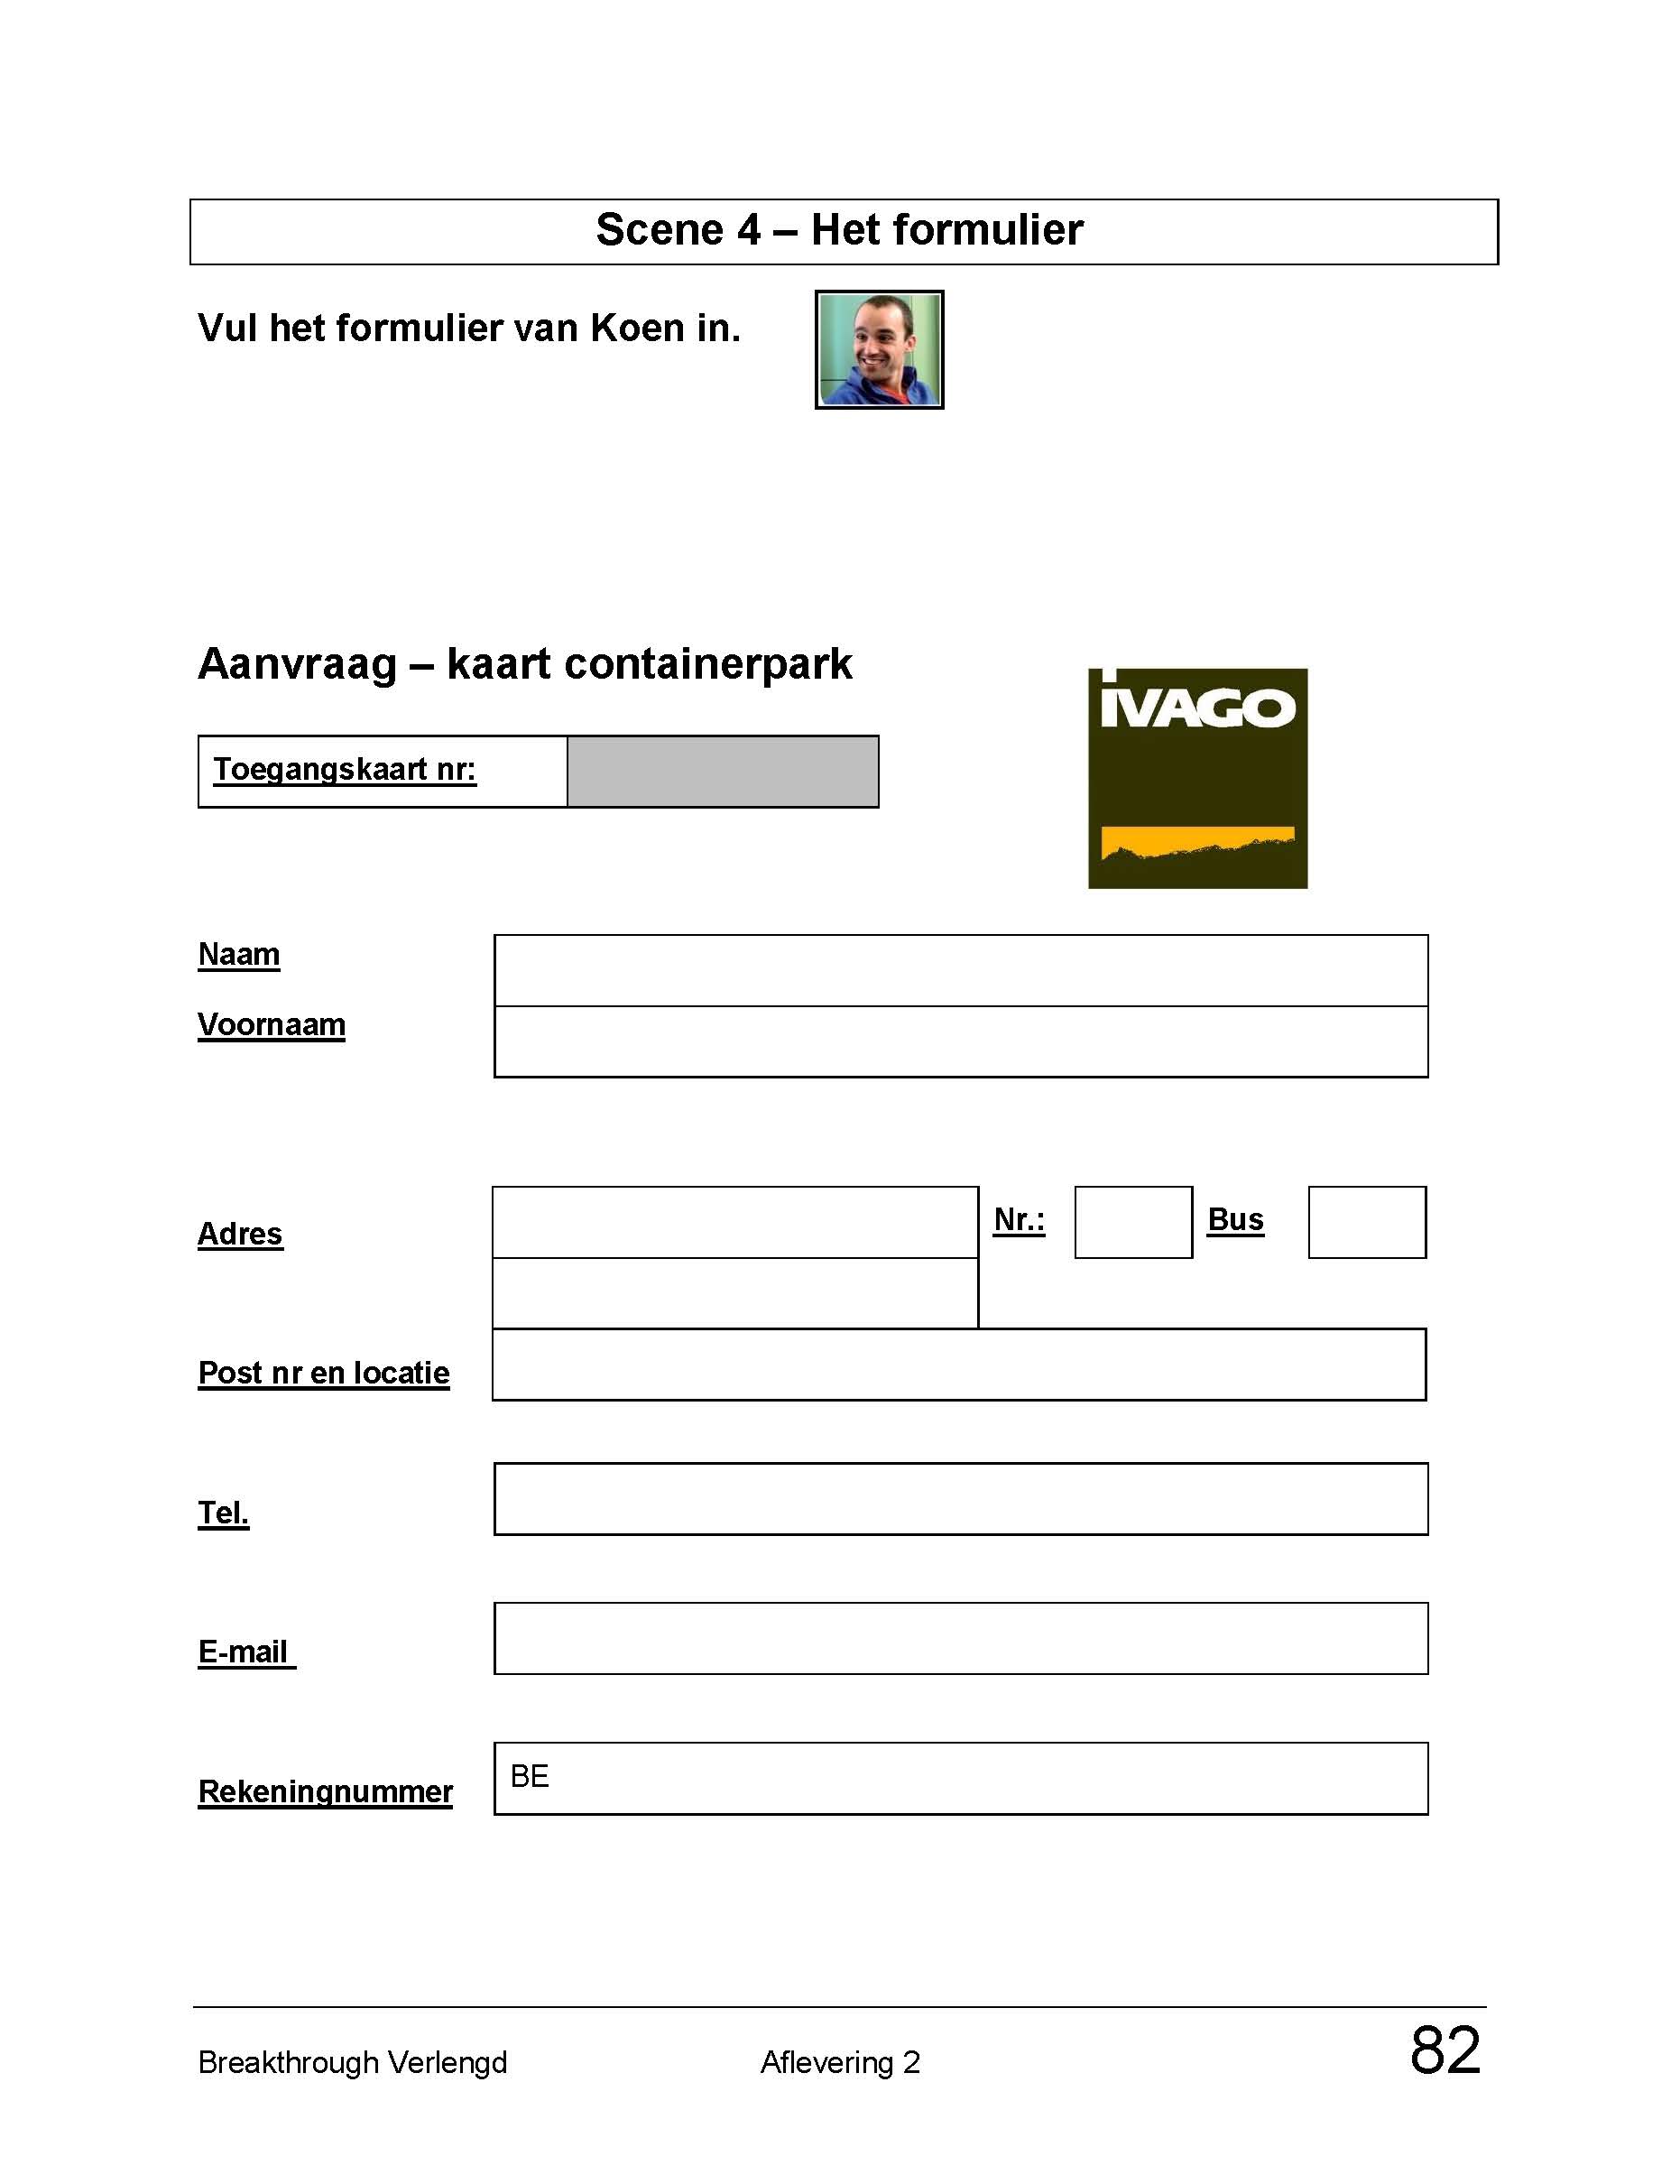 Scene 4 – Het formulier
Vul het formulier van Koen in.
Aanvraag – kaart containerpark
iVAGO
Toegangskaart nr:
Naam
Voornaam
Adres
Nr.:
Bus
Post nr en locatie
Tel.
E-mail
Rekeningnummer
BE
Breakthrough Verlengd Aflevering 2 82